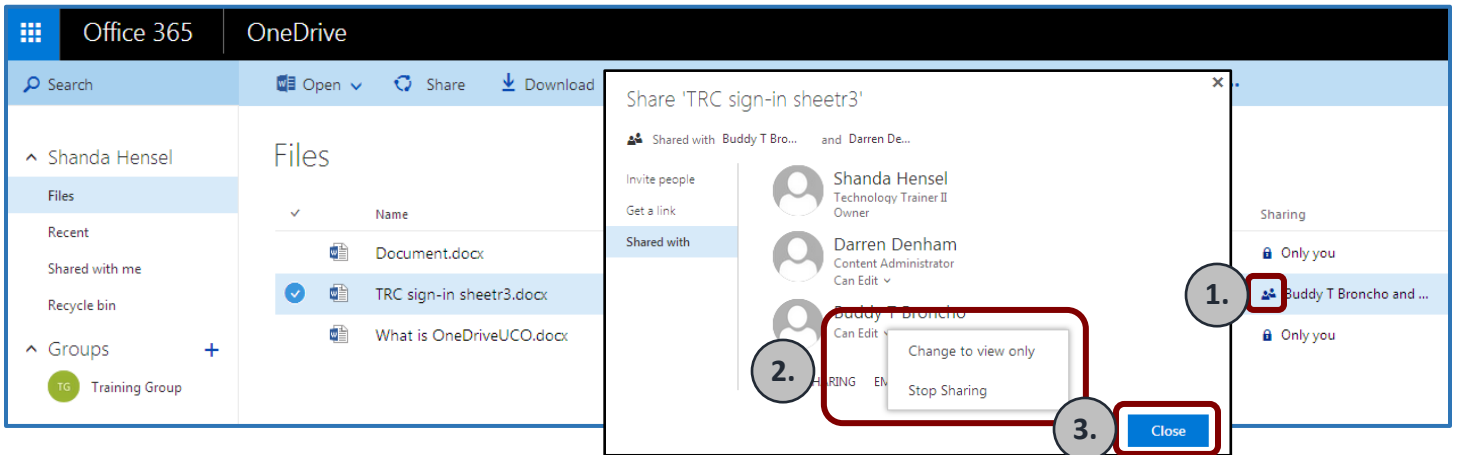 Office 365 OneDrive
Search Open Share Download ...
Share 'TRC sign-in sheetr3'
Shared with Buddy T Bro... and Darren De...
Invite people
Get a link
Shared with
Shanda Hensel
Technology Trainer II
Owner
Darren Denham
Content Administrator
Can Edit
Buddy T Broncho
Can Edit
Change to view only
Stop Sharing
Close
Shanda Hensel
Files
Recent
Shared with me
Recycle bin
Groups +
TG Training Group
Files
Name Sharing
Document.docx Only you
TRC sign-in sheetr3.docx Buddy T Broncho and ...
What is OneDriveUCO.docx Only you
1.
2.
3.